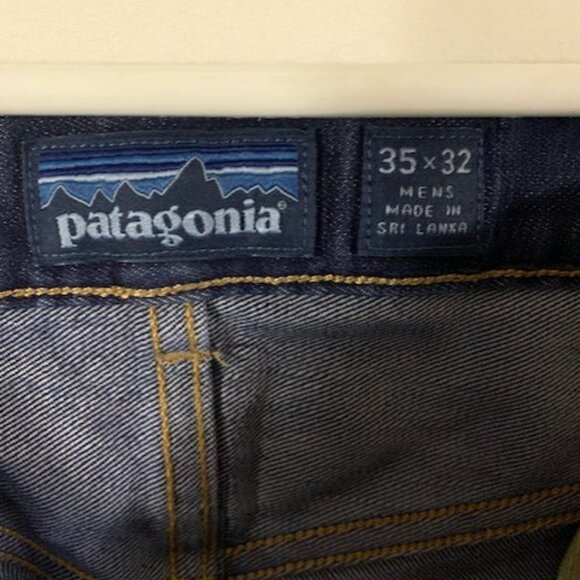 patagonia®
35 × 32
MENS
MADE IN
SRI LANKA